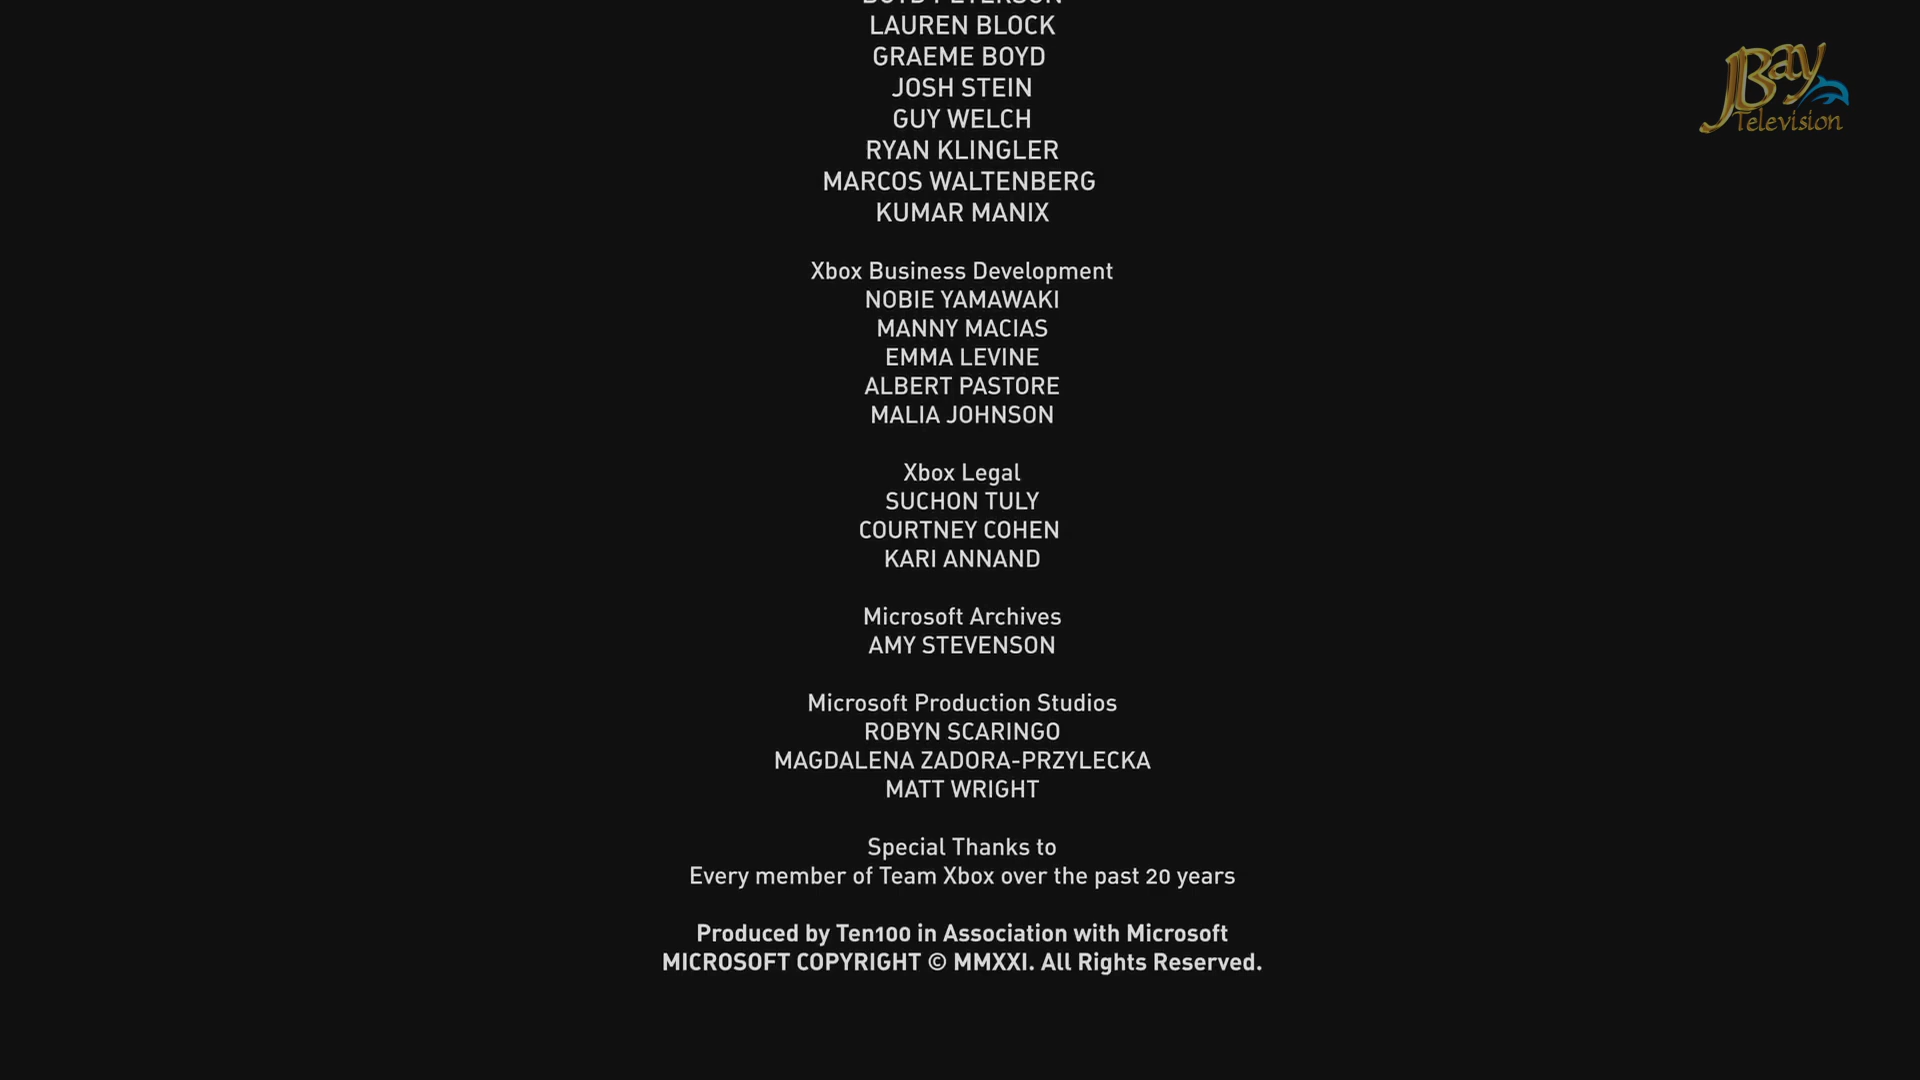 BOYD PETERSON
LAUREN BLOCK
GRAEME BOYD
JOSH STEIN
GUY WELCH
RYAN KLINGLER
MARCOS WALTENBERG
KUMAR MANIX
Xbox Business Development
NOBIE YAMAWAKI
MANNY MACIAS
EMMA LEVINE
ALBERT PASTORE
MALIA JOHNSON
Xbox Legal
SUCHON TULY
COURTNEY COHEN
KARI ANNAND
Microsoft Archives
AMY STEVENSON
Microsoft Production Studios
ROBYN SCARINGO
MAGDALENA ZADORA-PRZYLECKA
MATT WRIGHT
Special Thanks to
Every member of Team Xbox over the past 20 years
Produced by Ten100 in Association with Microsoft
MICROSOFT COPYRIGHT © MMXXI. All Rights Reserved.
JBay
Television